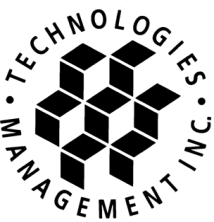 • TECHNOLOGIES •
MANAGEMENT INC.